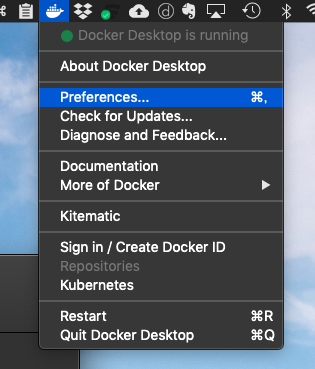 Docker Desktop is running
About Docker Desktop
Preferences... ⌘,
Check for Updates...
Diagnose and Feedback...
Documentation
More of Docker
Kitematic
Sign in / Create Docker ID
Repositories
Kubernetes
Restart ⌘R
Quit Docker Desktop ⌘Q